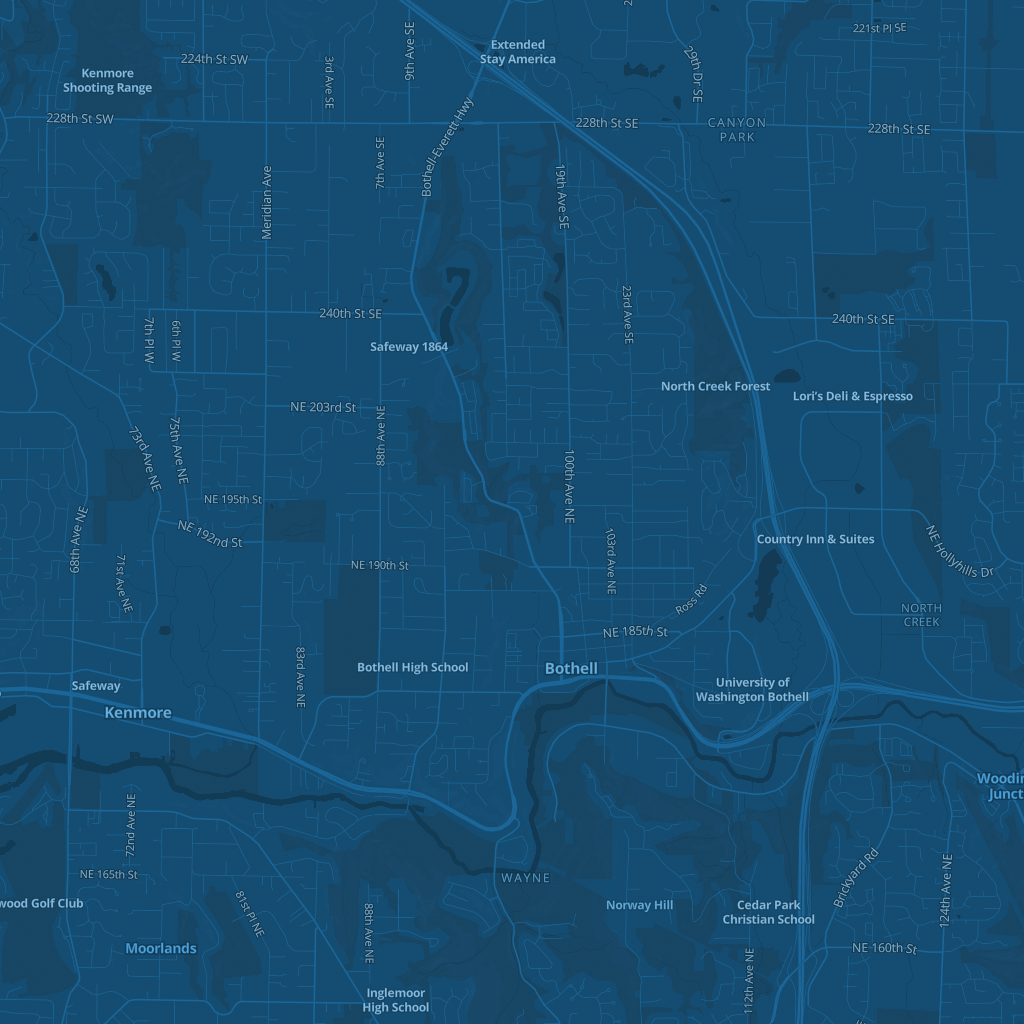 221st Pl SE
9th Ave SE
Extended
Stay America
224th St SW
3rd Ave SE
29th Dr SE
Kenmore
Shooting Range
228th St SW
228th St SE
CANYON
PARK
228th St SE
Bothell-Everett Hwy
7th Ave SE
Meridian Ave
19th Ave SE
23rd Ave SE
240th St SE
240th St SE
7th Pl W
6th Pl W
Safeway 1864
North Creek Forest
Lori's Deli & Espresso
NE 203rd St
88th Ave NE
73rd Ave NE
75th Ave NE
100th Ave NE
NE 195th St
NE 192nd St
68th Ave NE
Country Inn & Suites
NE Hollyhills Dr
71st Ave NE
NE 190th St
103rd Ave NE
Ross Rd
NORTH
CREEK
NE 185th St
83rd Ave NE
Bothell High School
Bothell
Safeway
University of
Washington Bothell
Kenmore
72nd Ave NE
NE 165th St
WAYNE
Brickyard Rd
124th Ave NE
wood Golf Club
81st Pl NE
88th Ave NE
Norway Hill
Cedar Park
Christian School
Moorlands
NE 160th St
112th Ave NE
Inglemoor
High School